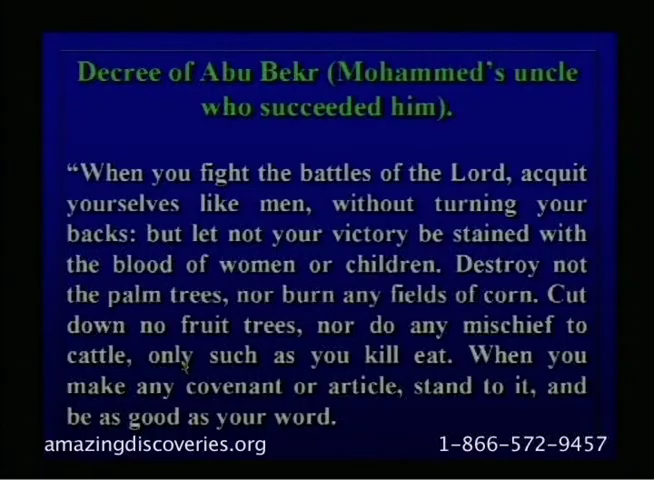 Decree of Abu Bekr (Mohammed's uncle
who succeeded him).
“When you fight the battles of the Lord, acquit
yourselves like men, without turning your
backs: but let not your victory be stained with
the blood of women or children. Destroy not
the palm trees, nor burn any fields of corn. Cut
down no fruit trees, nor do any mischief to
cattle, only such as you kill eat. When you
make any covenant or article, stand to it, and
be as good as your word.
amazingdiscoveries.org 1-866-572-9457